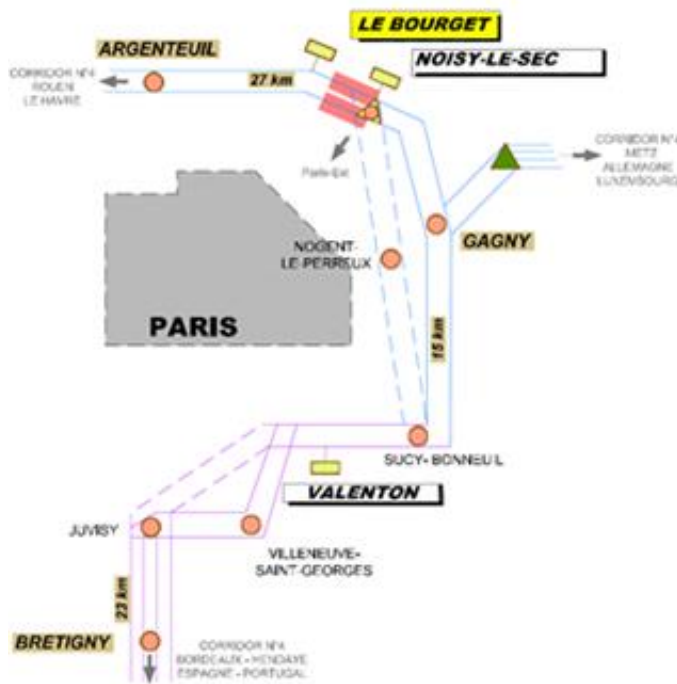 LE BOURGET
ARGENTEUIL
NOISY-LE-SEC
CORRIDOR N°4
ROUEN
LE HAVRE
27 km
Paris-Est
CORRIDOR N°4
METZ
ALLEMAGNE
LUXEMBOURG
GAGNY
NOGENT-
LE-PERREUX
PARIS
15 km
SUCY-BONNEUIL
VALENTON
JUVISY
VILLENEUVE-
SAINT-GEORGES
23 km
BRETIGNY
CORRIDOR N°4
BORDEAUX - HENDAYE
ESPAGNE - PORTUGAL